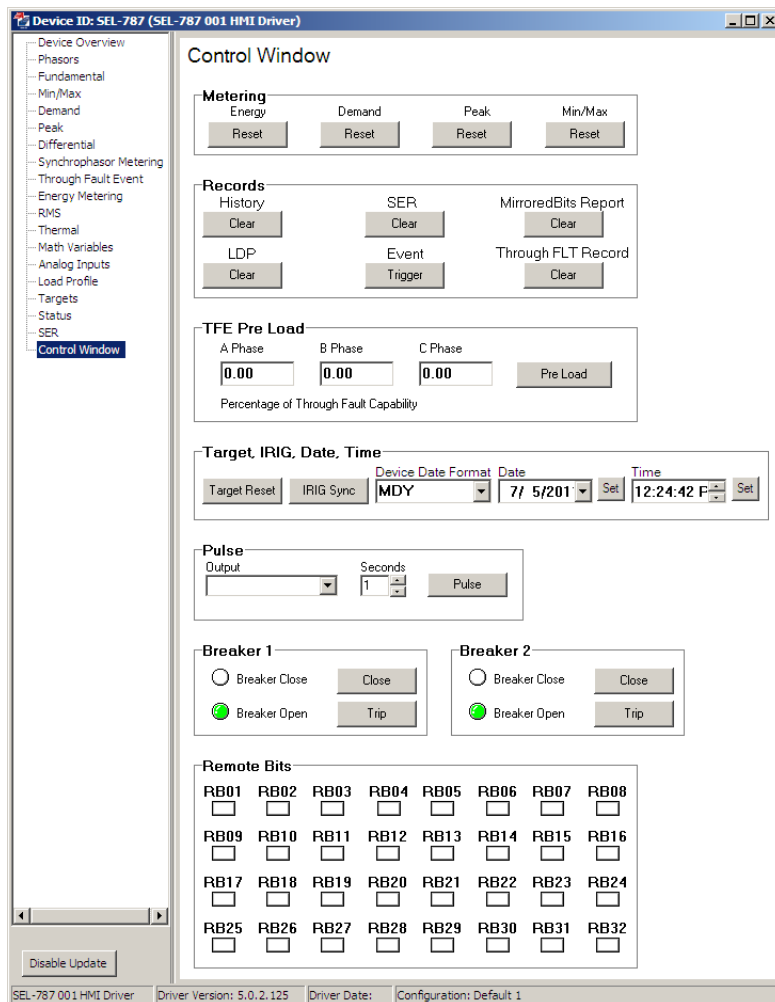 Device ID: SEL-787 (SEL-787 001 HMI Driver)
Device Overview
Phasors
Fundamental
Min/Max
Demand
Peak
Differential
Synchrophasor Metering
Through Fault Event
Energy Metering
RMS
Thermal
Math Variables
Analog Inputs
Load Profile
Targets
Status
SER
Control Window
Disable Update
Control Window
Metering
Energy Demand Peak Min/Max
Reset Reset Reset Reset
Records
History SER MirroredBits Report
Clear Clear Clear
LDP Event Through FLT Record
Clear Trigger Clear
TFE Pre Load
A Phase B Phase C Phase
0.00 0.00 0.00 Pre Load
Percentage of Through Fault Capability
Target, IRIG, Date, Time
Device Date Format Date Time
Target Reset IRIG Sync MDY 7/ 5/201 Set 12:24:42 P Set
Pulse
Output Seconds
1 Pulse
Breaker 1
Breaker Close Close
Breaker Open Trip
Breaker 2
Breaker Close Close
Breaker Open Trip
Remote Bits
RB01 RB02 RB03 RB04 RB05 RB06 RB07 RB08
RB09 RB10 RB11 RB12 RB13 RB14 RB15 RB16
RB17 RB18 RB19 RB20 RB21 RB22 RB23 RB24
RB25 RB26 RB27 RB28 RB29 RB30 RB31 RB32
SEL-787 001 HMI Driver Driver Version: 5.0.2.125 Driver Date: Configuration: Default 1